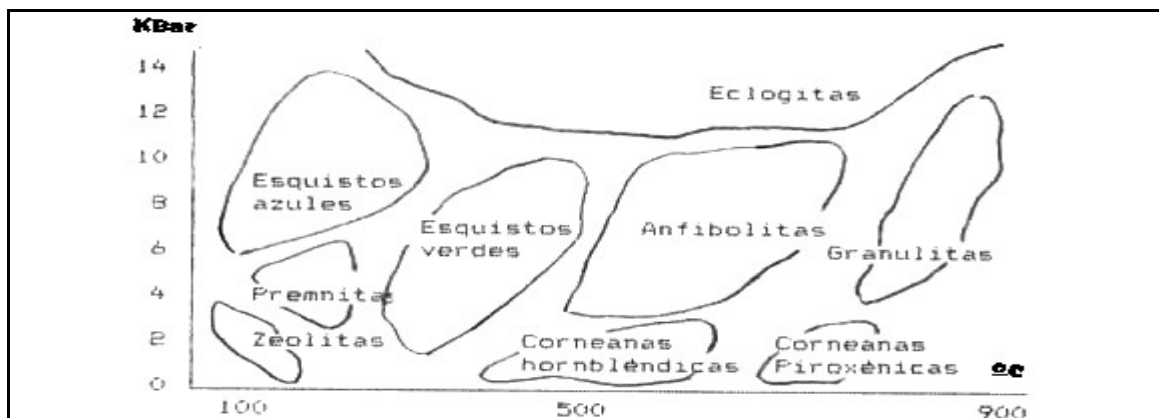 KBar
14
Eclogitas
12
10
Esquistos
azules
8
Esquistos
verdes
Anfibolitas
6
Granulitas
4
Premnitas
2
Zeolitas
Corneanas
hornbléndicas
Corneanas
Piroxénicas
ºC
0
100
500
900